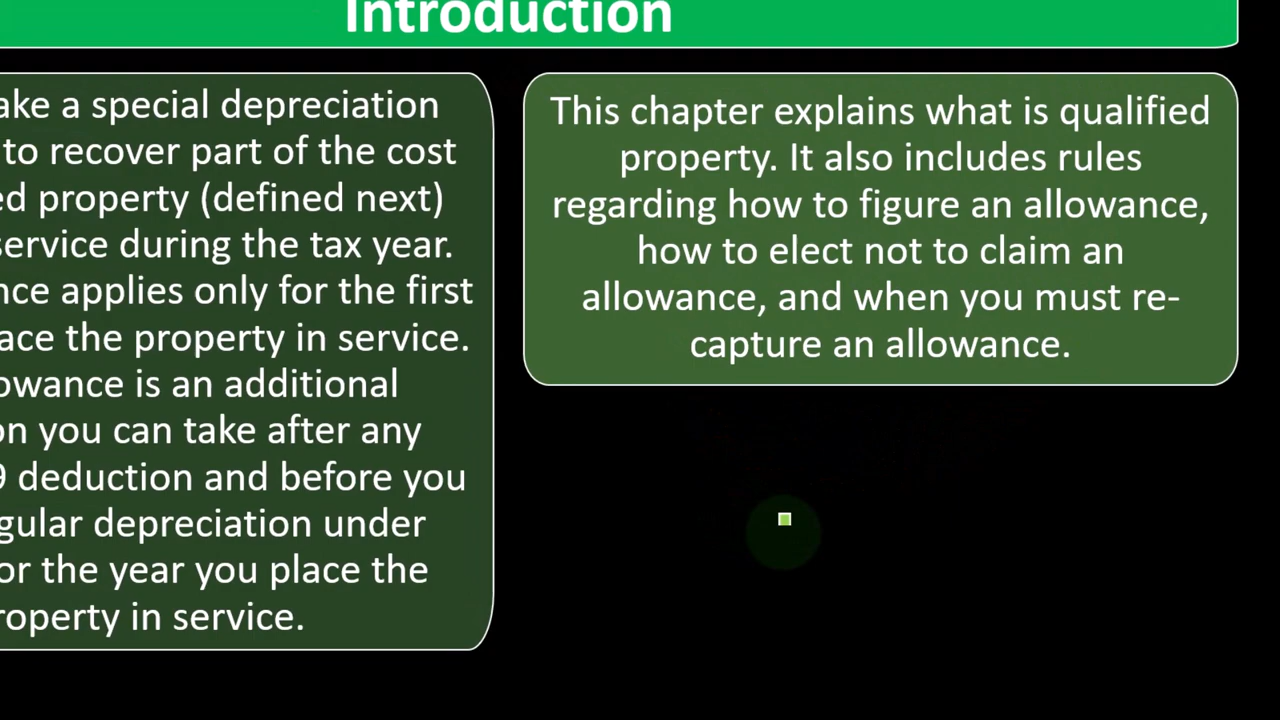 Introduction
ake a special depreciation
to recover part of the cost
ed property (defined next)
service during the tax year.
nce applies only for the first
ace the property in service.
owance is an additional
on you can take after any
9 deduction and before you
gular depreciation under
or the year you place the
roperty in service.
This chapter explains what is qualified
property. It also includes rules
regarding how to figure an allowance,
how to elect not to claim an
allowance, and when you must re-
capture an allowance.